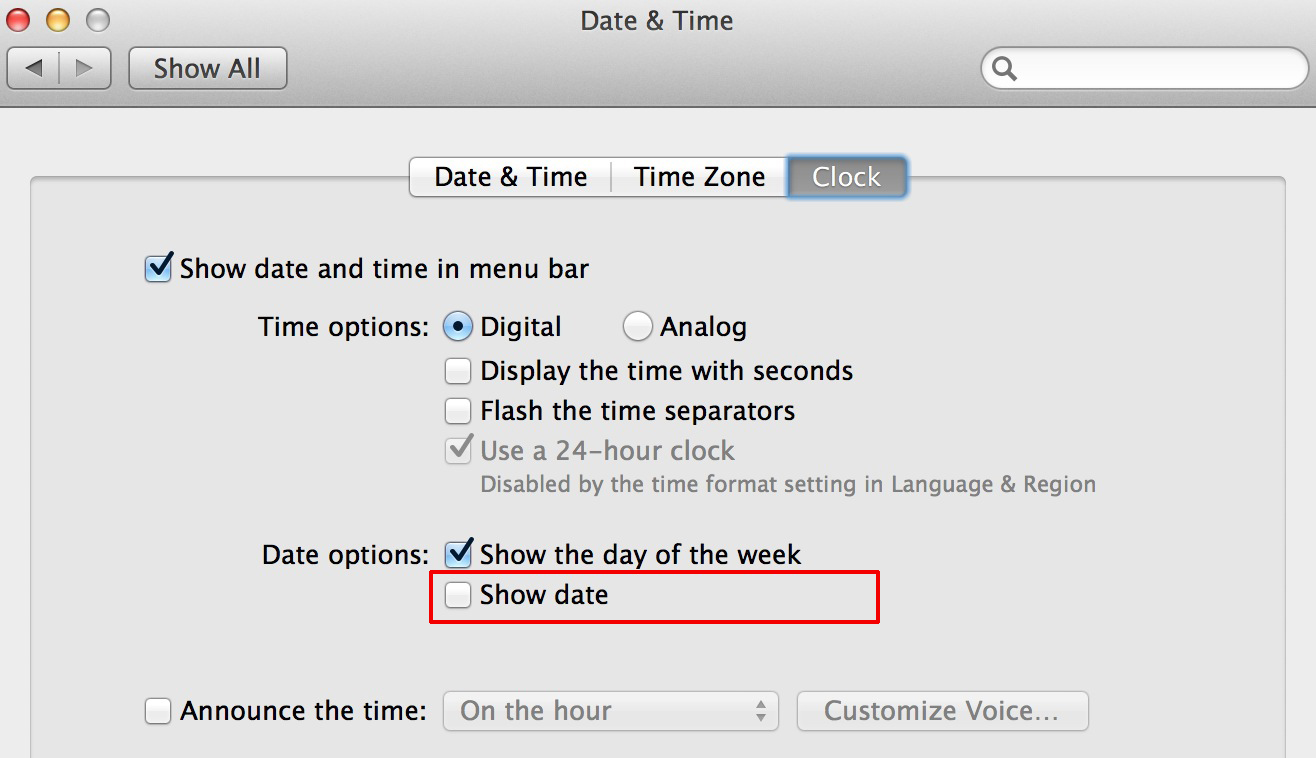 Date & Time
Show All
Date & Time Time Zone Clock
Show date and time in menu bar
Time options: Digital Analog
Display the time with seconds
Flash the time separators
Use a 24-hour clock
Disabled by the time format setting in Language & Region
Date options: Show the day of the week
Show date
Announce the time: On the hour Customize Voice...